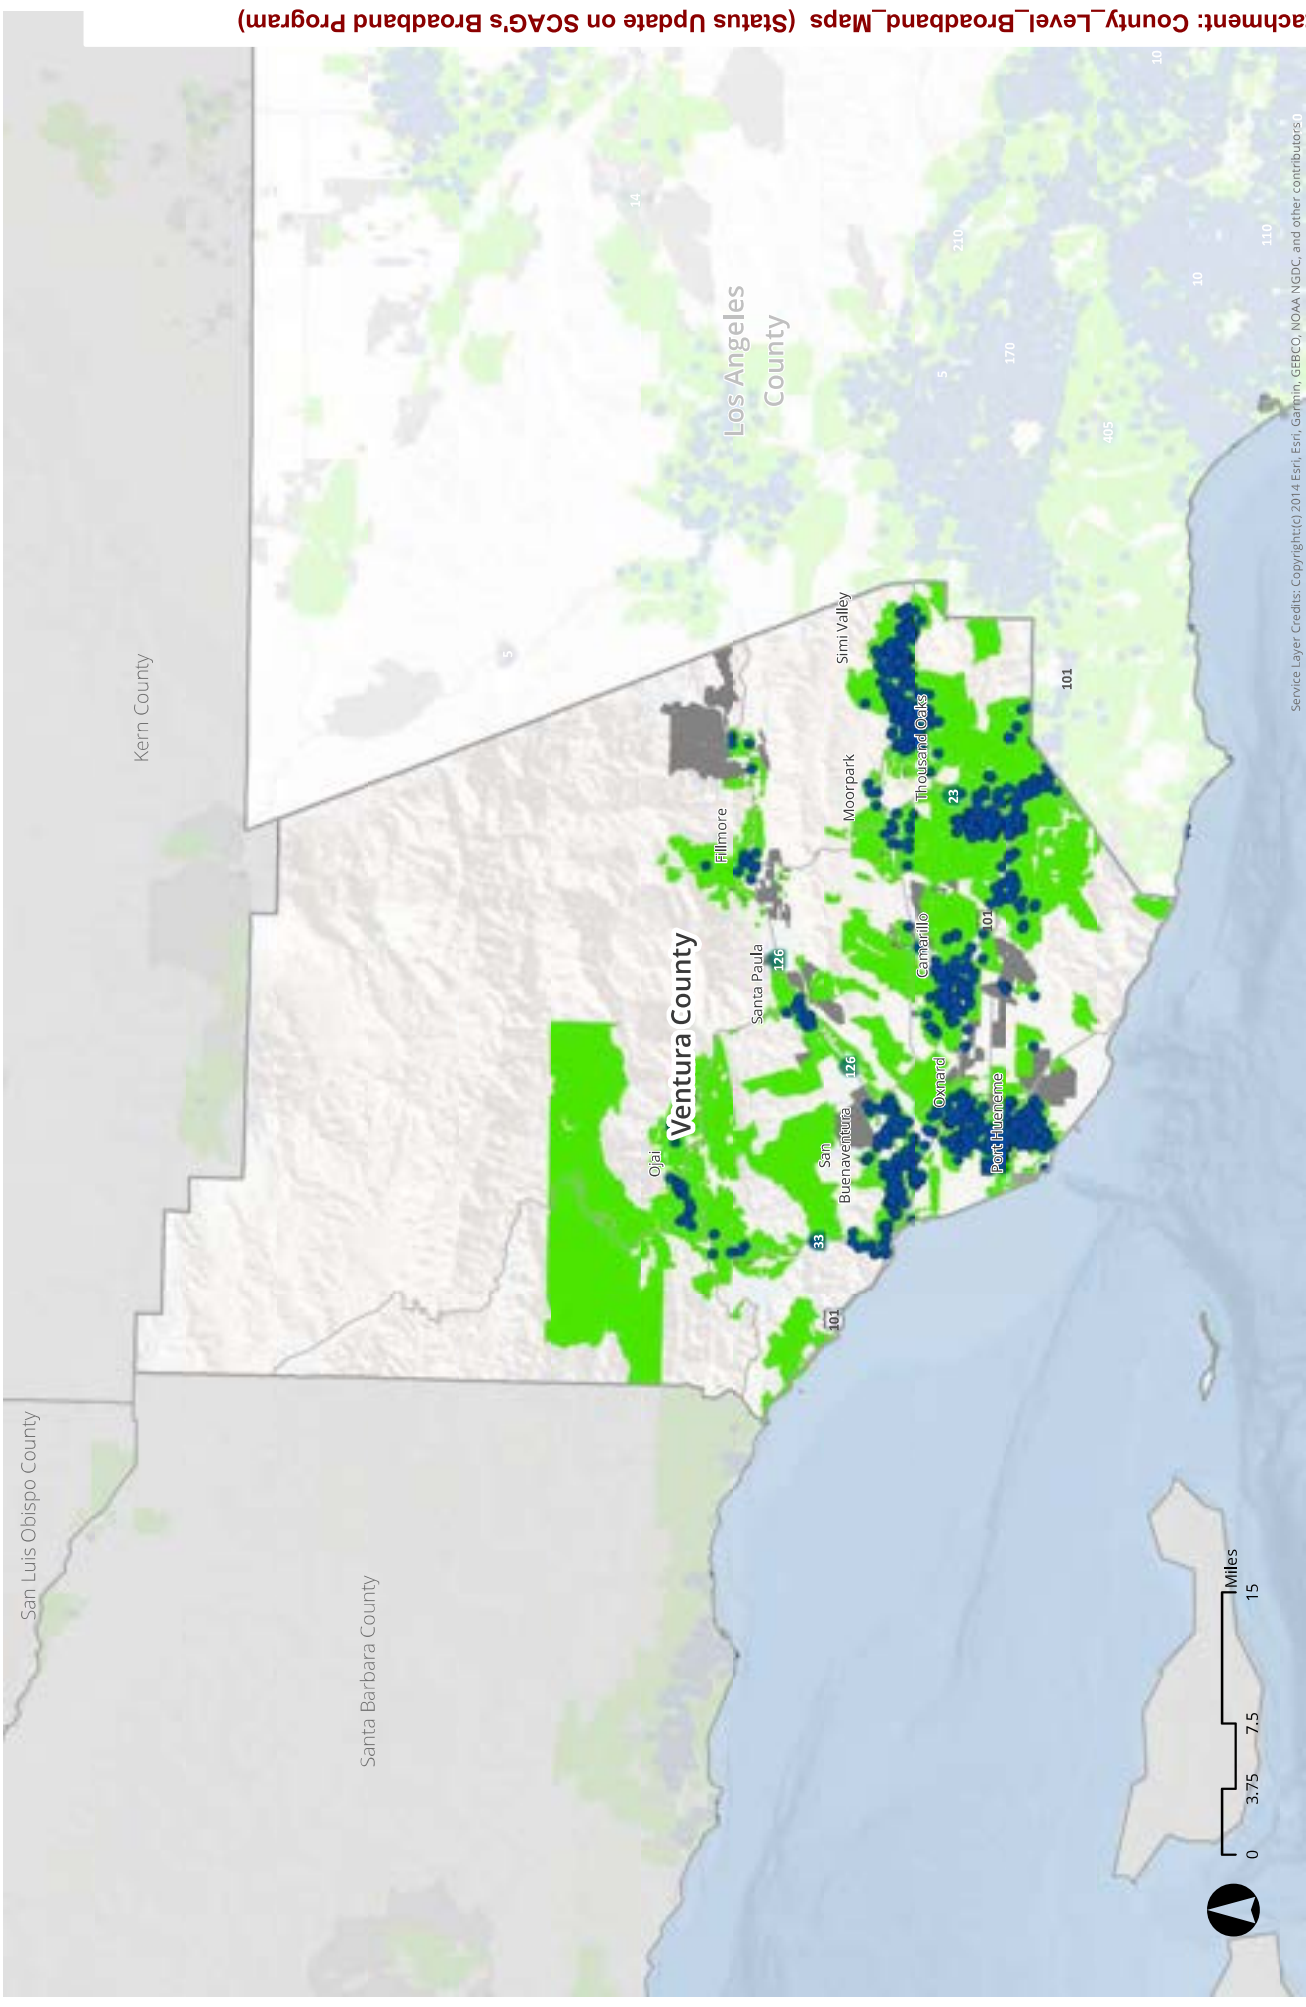 achment: County_Level_Broadband_Maps  (Status Update on SCAG's Broadband Program)
San Luis Obispo County
Kern County
Santa Barbara County
Los Angeles
County
Ventura County
Ojai
Fillmore
Santa Paula
San
Buenaventura
Moorpark
Simi Valley
Thousand Oaks
Camarillo
Oxnard
Port Hueneme
5
14
126
126
33
101
101
101
23
5
170
210
405
10
110
10
0
3.75
7.5
15
Miles
Service Layer Credits: Copyright:(c) 2014 Esri, Esri, Garmin, GEBCO, NOAA NGDC, and other contributors